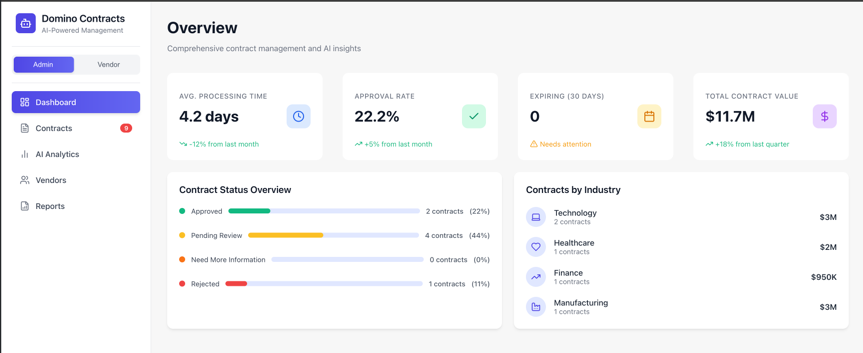 Domino Contracts
AI-Powered Management
Admin Vendor
Dashboard
Contracts 9
AI Analytics
Vendors
Reports
Overview
Comprehensive contract management and AI insights
AVG. PROCESSING TIME
4.2 days
-12% from last month
APPROVAL RATE
22.2%
+5% from last month
EXPIRING (30 DAYS)
0
Needs attention
TOTAL CONTRACT VALUE
$11.7M
$
+18% from last quarter
Contract Status Overview
Approved 2 contracts (22%)
Pending Review 4 contracts (44%)
Need More Information 0 contracts (0%)
Rejected 1 contracts (11%)
Contracts by Industry
Technology
2 contracts
$3M
Healthcare
1 contracts
$2M
Finance
1 contracts
$950K
Manufacturing
1 contracts
$3M